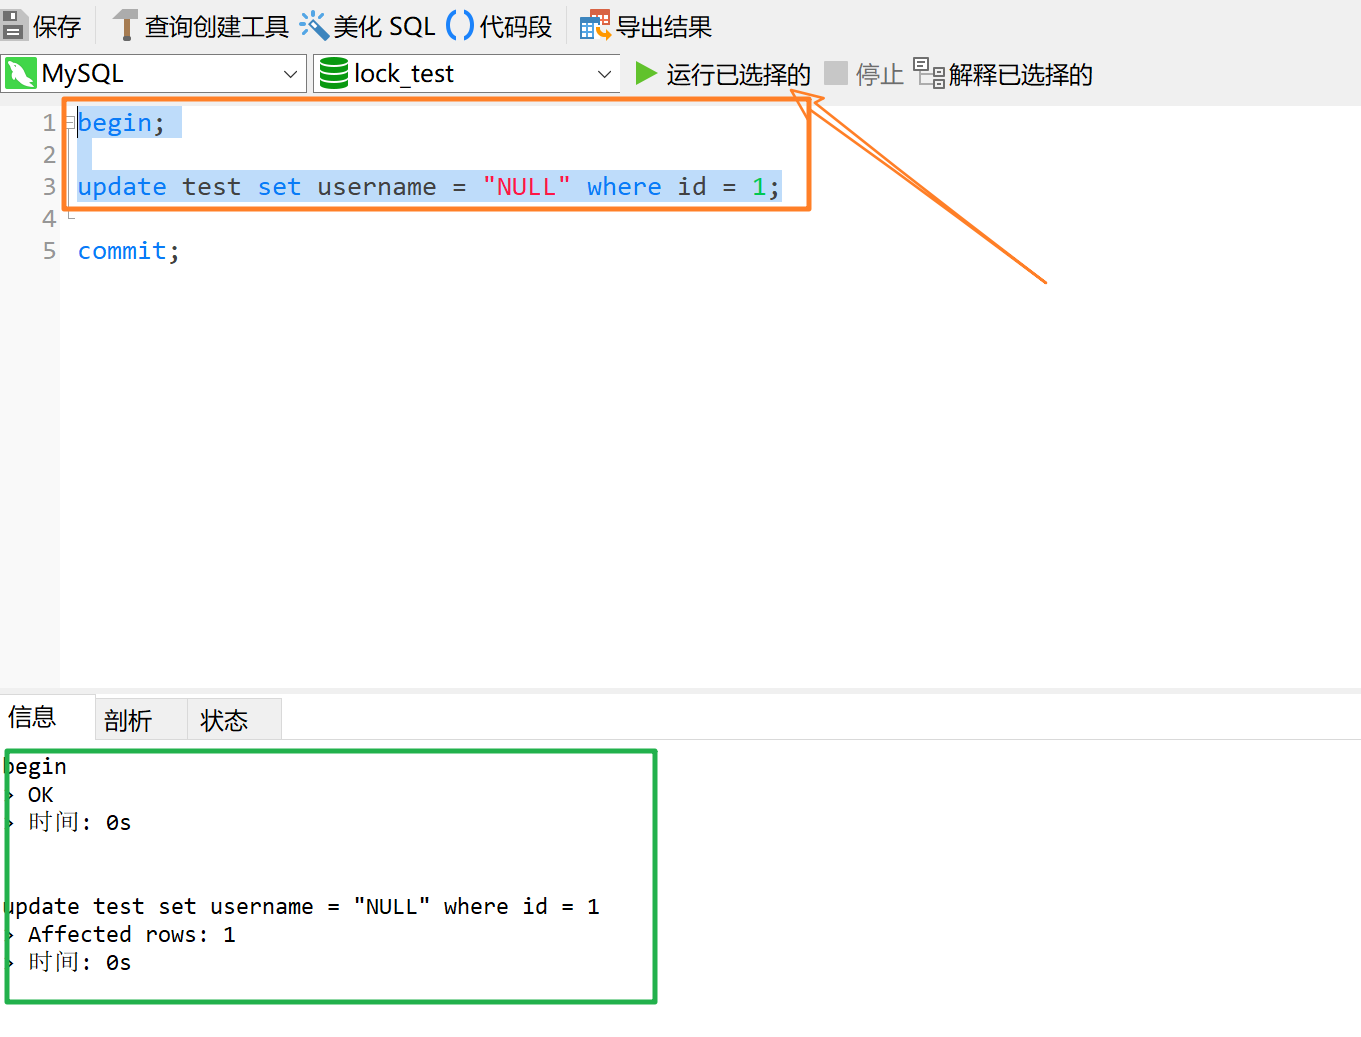 保存 查询创建工具 美化 SQL 代码段 导出结果
MySQL lock_test 运行已选择的 停止 解释已选择的
1 begin;
2
3 update test set username = "NULL" where id = 1;
4
5 commit;
信息 剖析 状态
begin
> OK
> 时间: 0s
update test set username = "NULL" where id = 1
> Affected rows: 1
> 时间: 0s